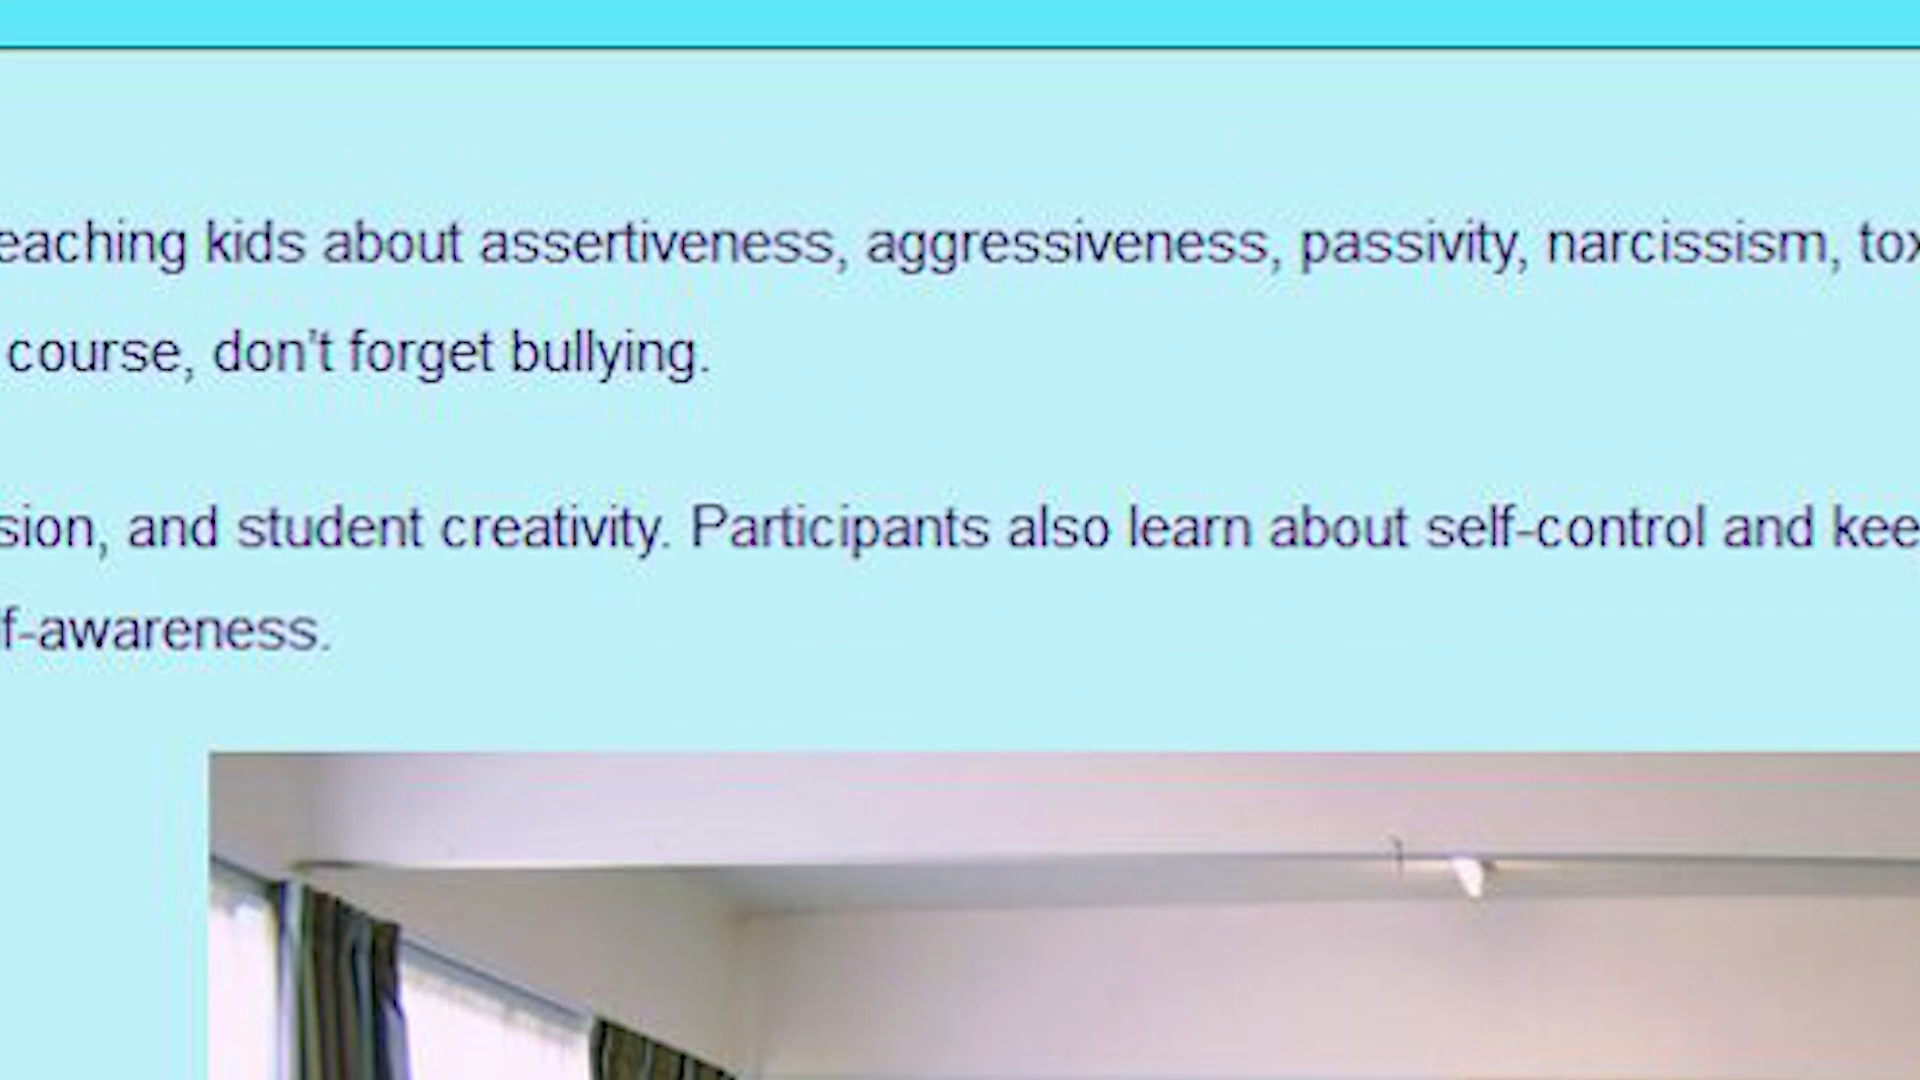 eaching kids about assertiveness, aggressiveness, passivity, narcissism, tox
course, don’t forget bullying.
sion, and student creativity. Participants also learn about self-control and kee
f-awareness.